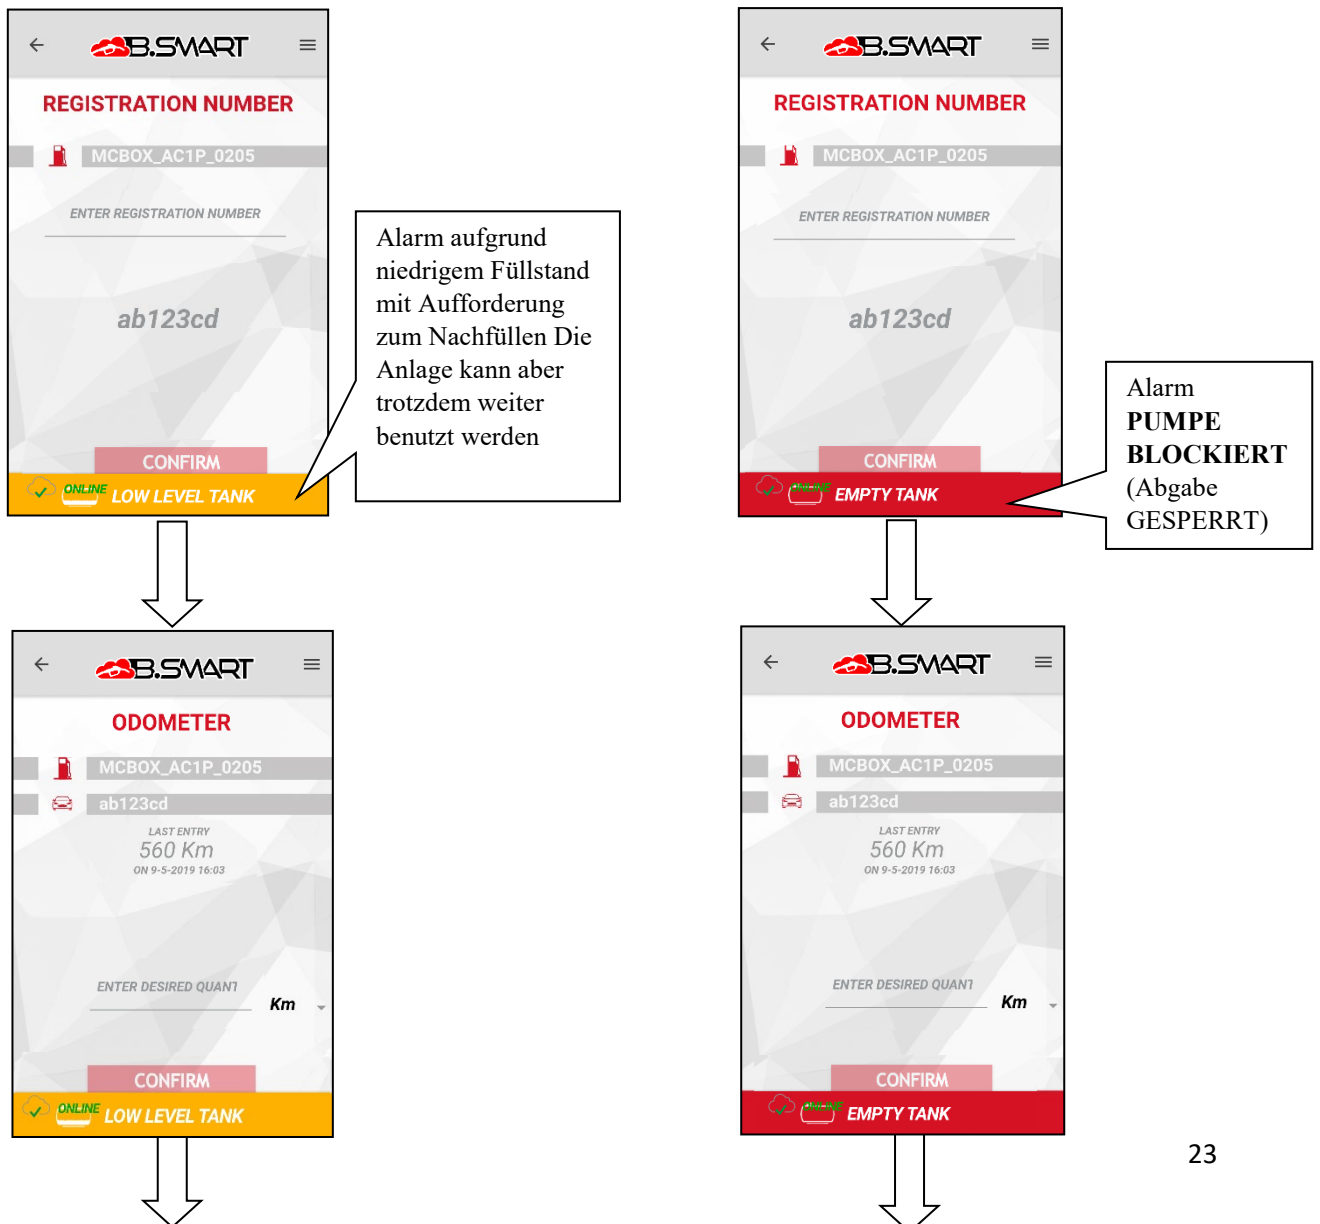 B.SMART
REGISTRATION NUMBER
MCBOX_AC1P_0205
ENTER REGISTRATION NUMBER
ab123cd
CONFIRM
ONLINE LOW LEVEL TANK
Alarm aufgrund
niedrigem Füllstand
mit Aufforderung
zum Nachfüllen Die
Anlage kann aber
trotzdem weiter
benutzt werden
B.SMART
REGISTRATION NUMBER
MCBOX_AC1P_0205
ENTER REGISTRATION NUMBER
ab123cd
CONFIRM
ONLINE EMPTY TANK
Alarm
PUMPE
BLOCKIERT
(Abgabe
GESPERRT)
B.SMART
ODOMETER
MCBOX_AC1P_0205
ab123cd
LAST ENTRY
560 Km
ON 9-5-2019 16:03
ENTER DESIRED QUANT
Km
CONFIRM
ONLINE LOW LEVEL TANK
B.SMART
ODOMETER
MCBOX_AC1P_0205
ab123cd
LAST ENTRY
560 Km
ON 9-5-2019 16:03
ENTER DESIRED QUANT
Km
CONFIRM
ONLINE EMPTY TANK
23